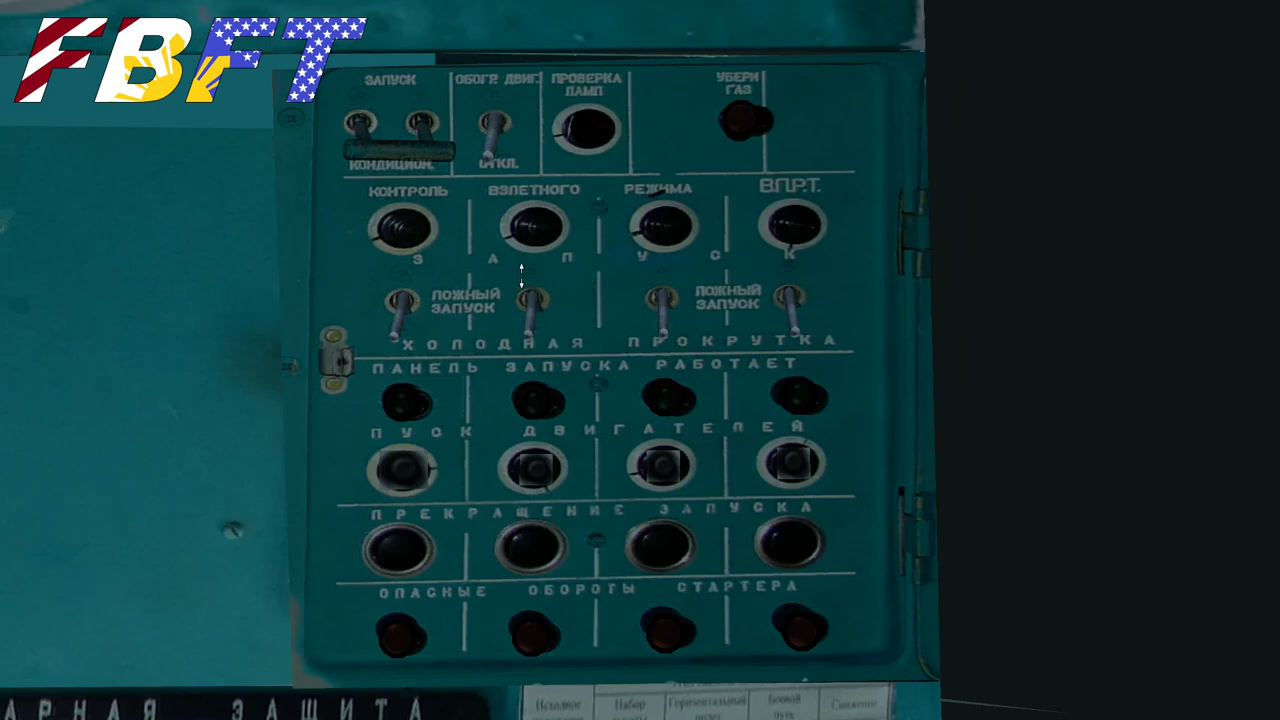 FBFT
ЗАПУСК
ОБОГР. ДВИГ.
ПРОВЕРКА
ЛАМП
УБЕРИ
ГАЗ
КОНДИЦИОН.
ОТКЛ.
КОНТРОЛЬ ВЗЛЕТНОГО РЕЖИМА В.П.Р.Т.
З А П У С К
ЛОЖНЫЙ
ЗАПУСК
ЛОЖНЫЙ
ЗАПУСК
ХОЛОДНАЯ ПРОКРУТКА
ПАНЕЛЬ ЗАПУСКА РАБОТАЕТ
ПУСК ДВИГАТЕЛЕЙ
ПРЕКРАЩЕНИЕ ЗАПУСКА
ОПАСНЫЕ ОБОРОТЫ СТАРТЕРА
АРНАЯ ЗАЩИТА
Исходное
Набор
Горизонтальный
полет
Боевой
путь
Снижение